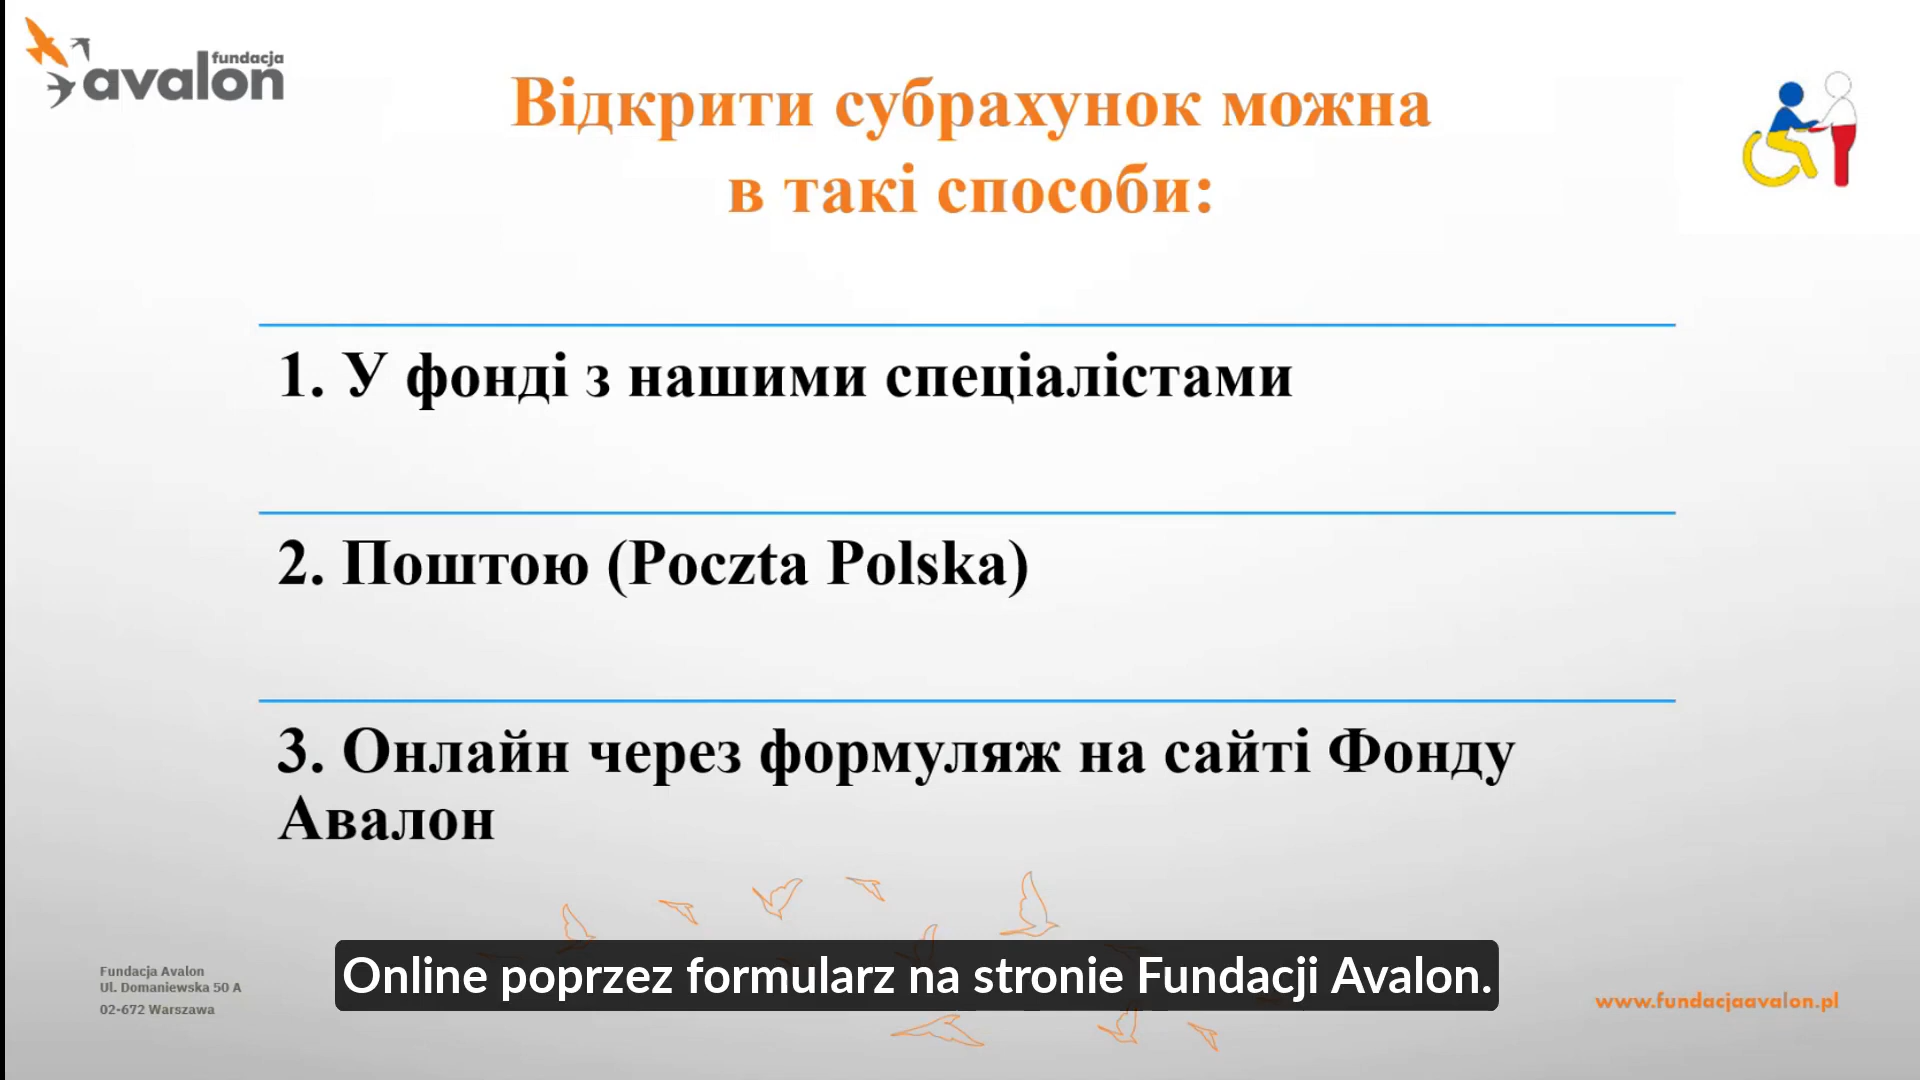 fundacja
avalon
Відкрити субрахунок можна
в такі способи:
1. У фонді з нашими спеціалістами
2. Поштою (Poczta Polska)
3. Онлайн через формуляж на сайті Фонду
Авалон
Online poprzez formularz na stronie Fundacji Avalon.
Fundacja Avalon
Ul. Domaniewska 50 A
02-672 Warszawa
www.fundacjaavalon.pl